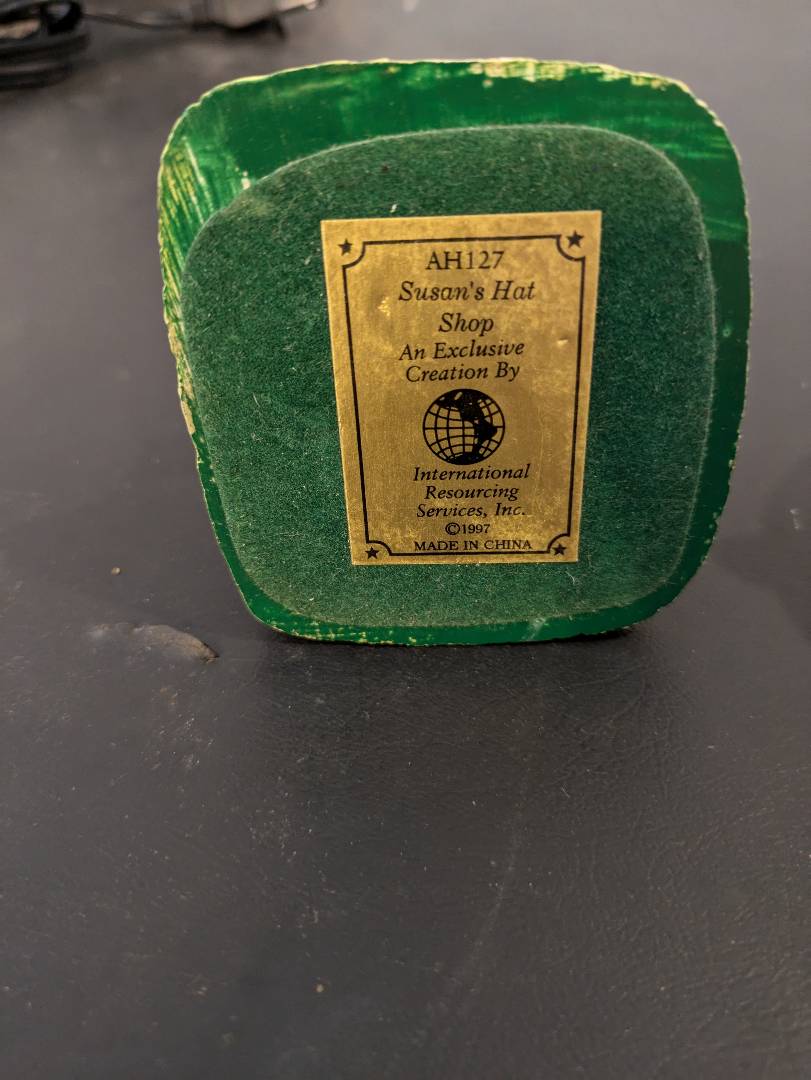 AH127
Susan's Hat
Shop
An Exclusive
Creation By
International
Resourcing
Services, Inc.
©1997
MADE IN CHINA